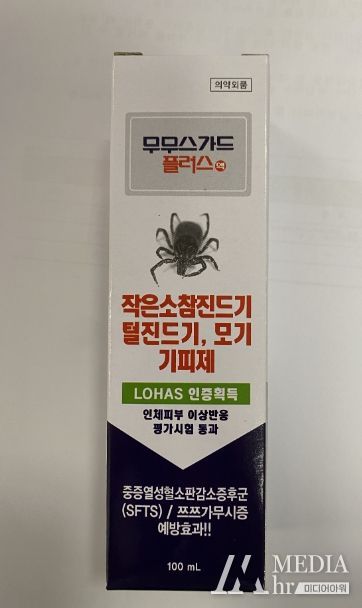 의약외품
무무스가드
플러스액
작은소참진드기
털진드기, 모기
기피제
LOHAS 인증획득
인체피부 이상반응
평가시험 통과
중증열성혈소판감소증후군
(SFTS) / 쯔쯔가무시증
예방효과!!
100 mL
MEDIA
hr
미디어아워